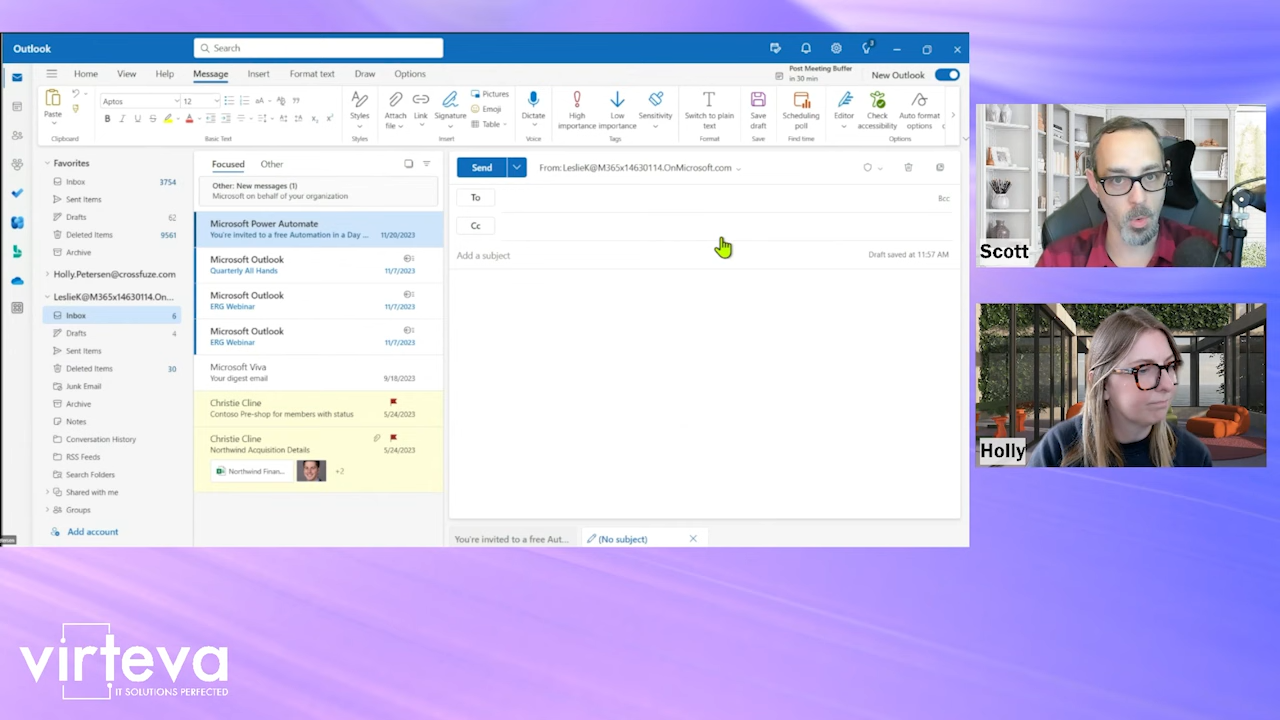 Outlook
Search
3
Home View Help Message Insert Format text Draw Options
Post Meeting Buffer
in 30 min
New Outlook
Paste
Clipboard
Aptos 12
B I U S
Basic Text
Styles
Styles
Attach file
Link
Signature
Pictures
Emoji
Table
Insert
Dictate
Voice
High importance
Low importance
Sensitivity
Tags
Switch to plain text
Format
Save draft
Save
Scheduling poll
Find time
Editor
Check accessibility
Auto format options
Options
Favorites
Inbox 3754
Sent Items
Drafts 62
Deleted Items 9561
Archive
Holly.Petersen@crossfuze.com
LeslieK@M365x14630114.On...
Inbox 6
Drafts 4
Sent Items
Deleted Items 30
Junk Email
Archive
Notes
Conversation History
RSS Feeds
Search Folders
Shared with me
Groups
Add account
Focused Other
Other: New messages (1)
Microsoft on behalf of your organization
Microsoft Power Automate
You're invited to a free Automation in a Day ... 11/20/2023
Microsoft Outlook
Quarterly All Hands 11/7/2023
Microsoft Outlook
ERG Webinar 11/7/2023
Microsoft Outlook
ERG Webinar 11/7/2023
Microsoft Viva
Your digest email 9/18/2023
Christie Cline
Contoso Pre-shop for members with status 5/24/2023
Christie Cline
Northwind Acquisition Details 5/24/2023
Northwind Finan... +2
Send
From: LeslieK@M365x14630114.OnMicrosoft.com
To
Bcc
Cc
Add a subject
Draft saved at 11:57 AM
You're invited to a free Aut...
(No subject)
Scott
Holly
virteva
IT SOLUTIONS PERFECTED